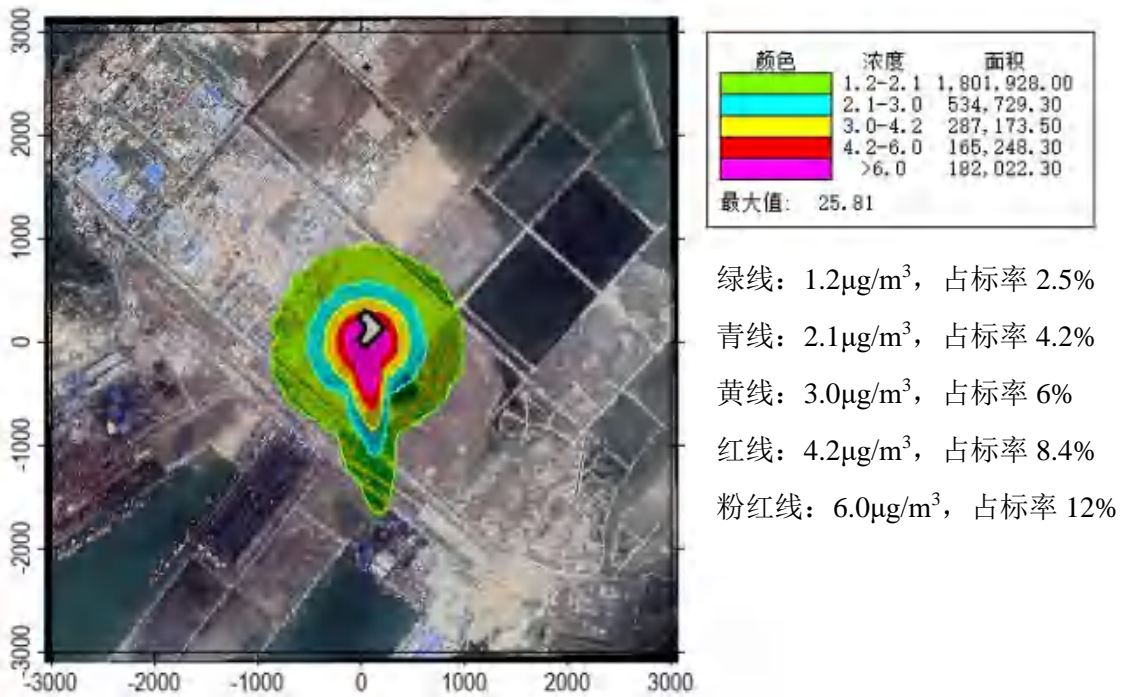 3000
2000
1000
0
-1000
-2000
-3000
-3000 -2000 -1000 0 1000 2000 3000
颜色 浓度 面积
1.2-2.1 1,801,928.00
2.1-3.0 534,729.30
3.0-4.2 287,173.50
4.2-6.0 165,248.30
>6.0 182,022.30
最大值: 25.81
绿线：1.2μg/m³，占标率 2.5%
青线：2.1μg/m³，占标率 4.2%
黄线：3.0μg/m³，占标率 6%
红线：4.2μg/m³，占标率 8.4%
粉红线：6.0μg/m³，占标率 12%